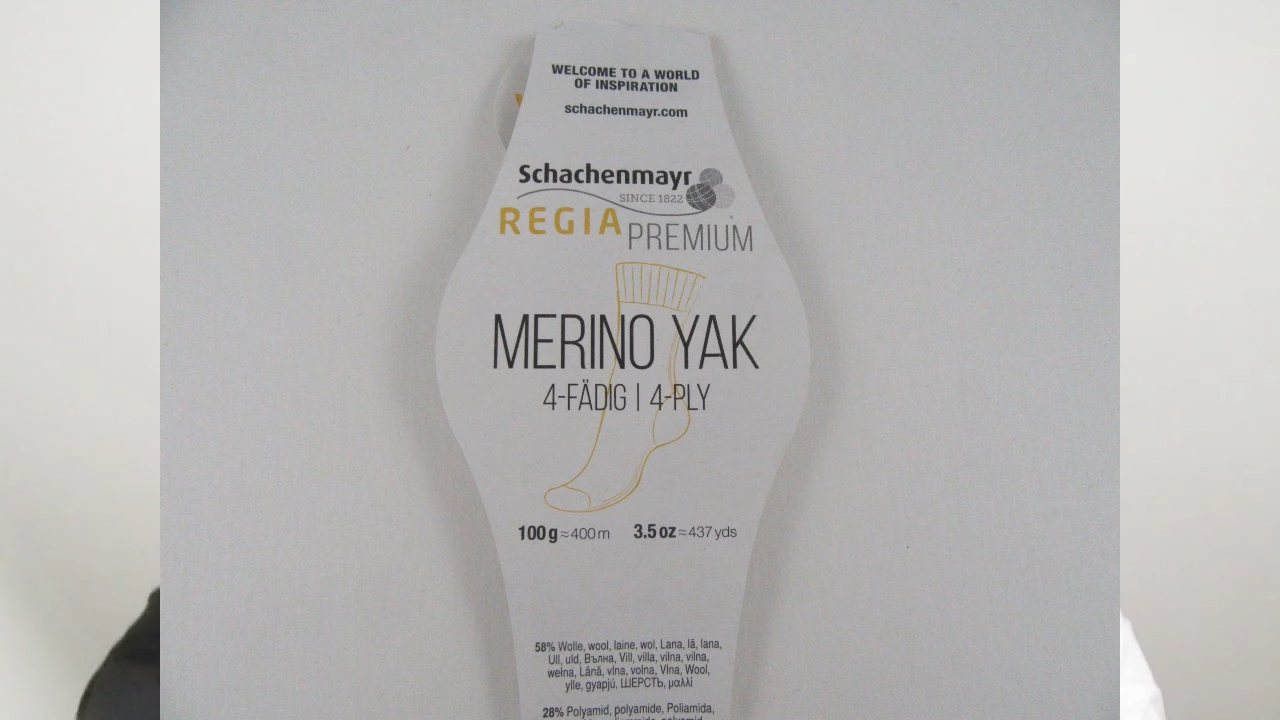 WELCOME TO A WORLD
OF INSPIRATION
schachenmayr.com
Schachenmayr
SINCE 1822
REGIA PREMIUM
MERINO YAK
4-FÄDIG | 4-PLY
100 g ≈ 400 m 3.5 oz ≈ 437 yds
58% Wolle, wool, laine, wol, Lana, lã, lana,
Ull, uld, Вълна, Vill, villa, vilna, vilna,
wełna, Lână, vlna, volna, Vlna, Wool,
ylle, gyapjú, ШЕРСТЬ, μαλλί
28% Polyamid, polyamide, Poliamida,